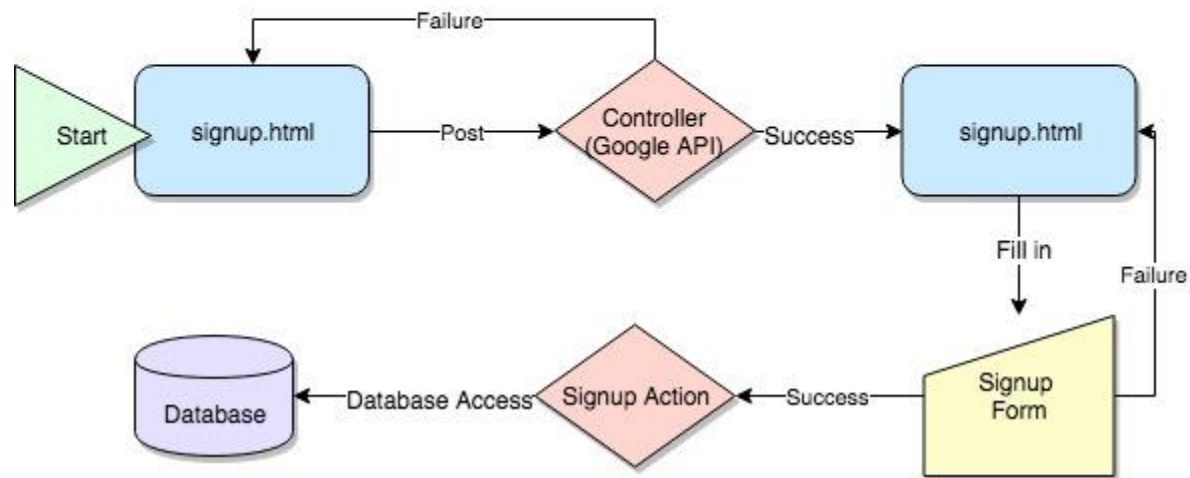 Failure
Start
signup.html
Post
Controller
(Google API)
Success
signup.html
Fill in
Failure
Database
Database Access
Signup Action
Success
Signup
Form